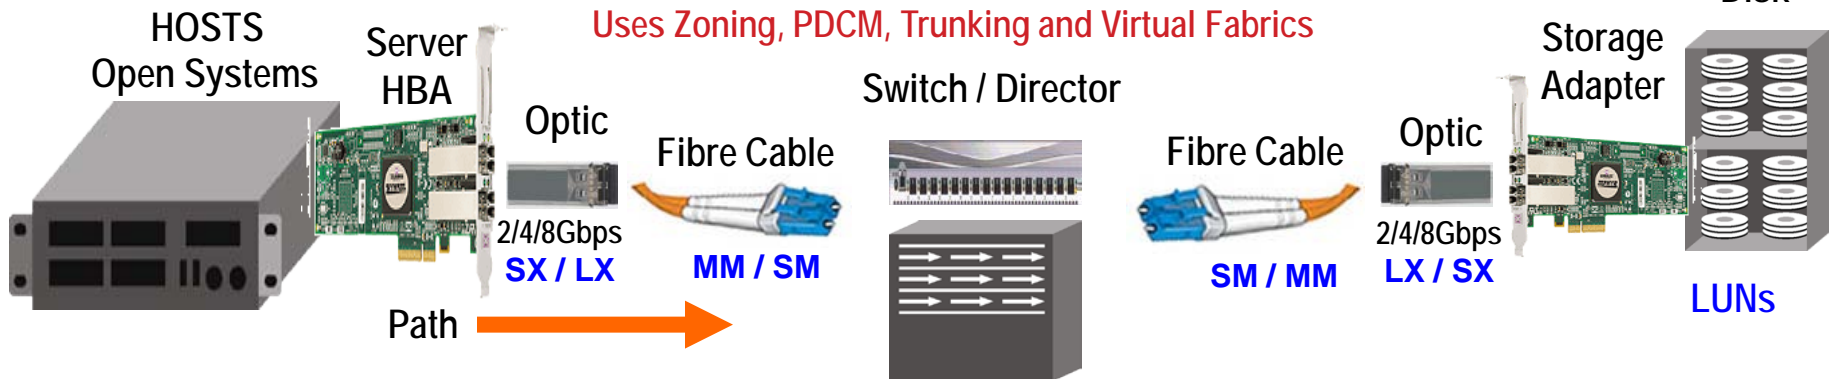 Disk
Uses Zoning, PDCM, Trunking and Virtual Fabrics
HOSTS
Open Systems
Server
HBA
Optic
2/4/8Gbps
SX / LX
Fibre Cable
MM / SM
Switch / Director
Fibre Cable
SM / MM
Optic
2/4/8Gbps
LX / SX
Storage
Adapter
LUNs
Path